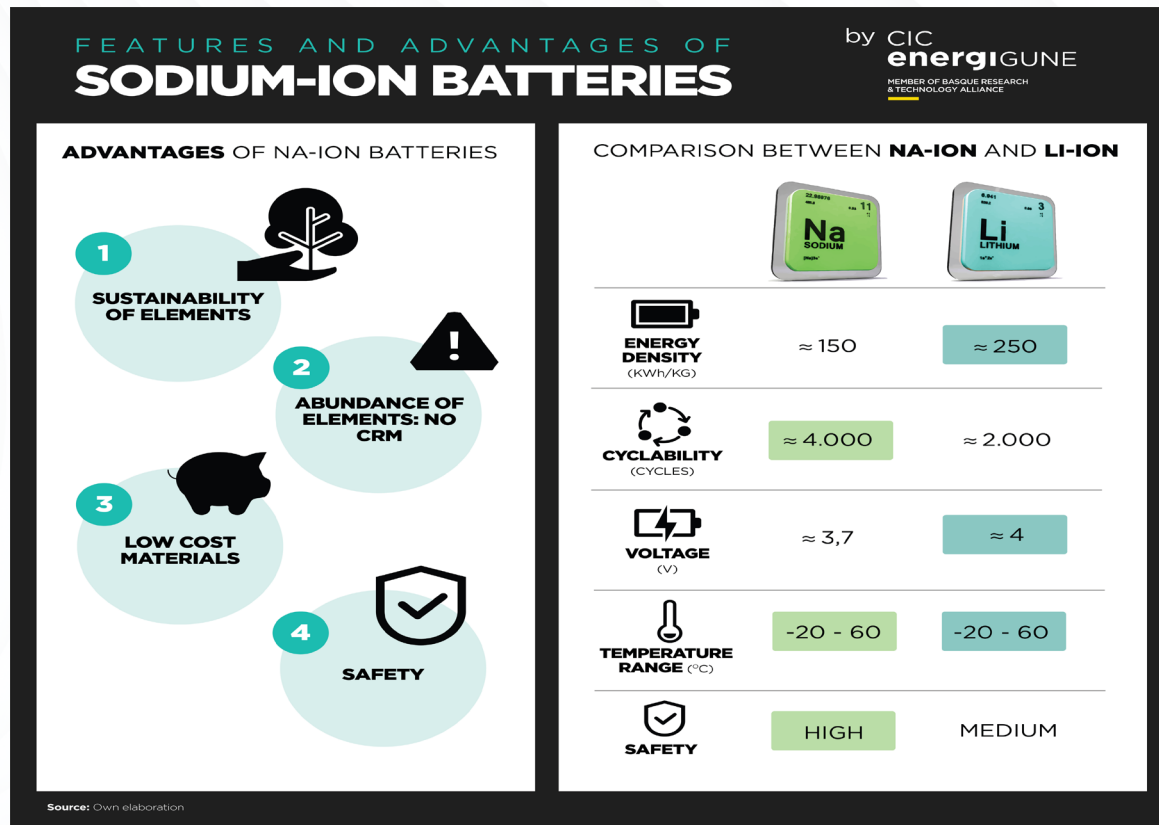 FEATURES AND ADVANTAGES OF
SODIUM-ION BATTERIES
by CIC
energiGUNE
MEMBER OF BASQUE RESEARCH
& TECHNOLOGY ALLIANCE
ADVANTAGES OF NA-ION BATTERIES
1
SUSTAINABILITY
OF ELEMENTS
2
ABUNDANCE OF
ELEMENTS: NO
CRM
3
LOW COST
MATERIALS
4
SAFETY
COMPARISON BETWEEN NA-ION AND LI-ION
22.98976
11
Na
SODIUM
6.941
3
Li
LITHIUM
ENERGY
DENSITY
(KWh/KG)
≈ 150
≈ 250
CYCLABILITY
(CYCLES)
≈ 4.000
≈ 2.000
VOLTAGE
(V)
≈ 3,7
≈ 4
TEMPERATURE
RANGE (°C)
-20 - 60
-20 - 60
SAFETY
HIGH
MEDIUM
Source: Own elaboration